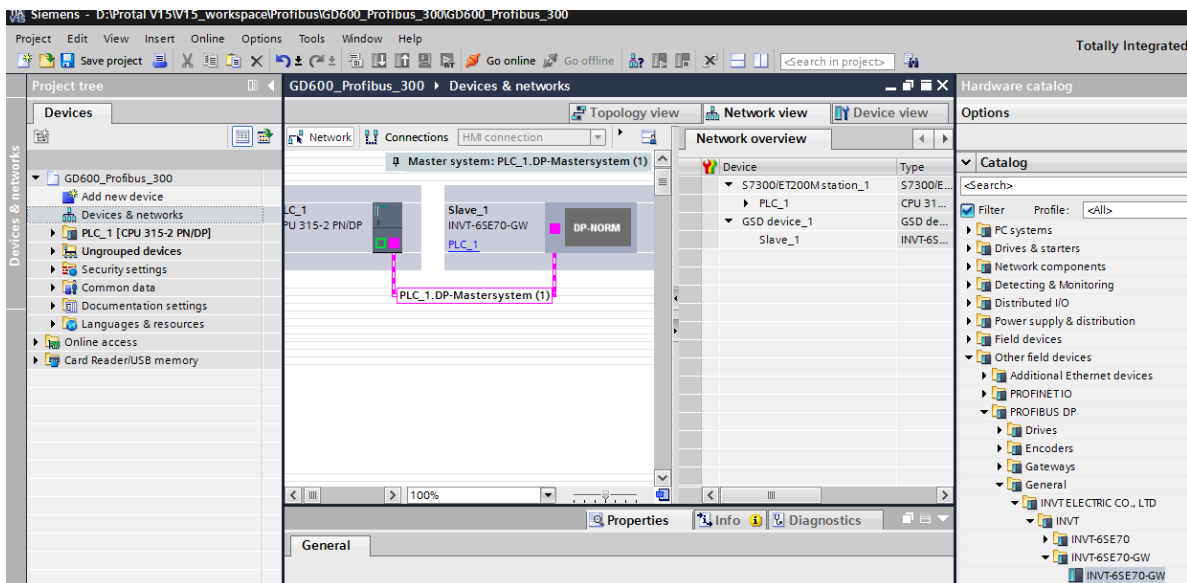 Siemens - D:\Protal V15\V15_workspace\Profibus\GD600_Profibus_300\GD600_Profibus_300
Project Edit View Insert Online Options Tools Window Help
Totally Integrated
Save project Go online Go offline <Search in project>
Project tree
GD600_Profibus_300 Devices & networks
Hardware catalog
Devices
Topology view Network view Device view
Options
Network Connections HMI connection
Network overview
Master system: PLC_1.DP-Mastersystem (1)
Catalog
<Search>
Filter Profile: <All>
Devices & networks
GD600_Profibus_300
Add new device
Devices & networks
PLC_1 [CPU 315-2 PN/DP]
Ungrouped devices
Security settings
Common data
Documentation settings
Languages & resources
Online access
Card Reader/USB memory
LC_1
PU 315-2 PN/DP
Slave_1
INVT-6SE70-GW
PLC_1
DP-NORM
PLC_1.DP-Mastersystem (1)
100%
Device Type
S7300/ET200M station_1 S7300/E...
PLC_1 CPU 31...
GSD device_1 GSD de...
Slave_1 INVT-6S...
Properties Info Diagnostics
General
PC systems
Drives & starters
Network components
Detecting & Monitoring
Distributed I/O
Power supply & distribution
Field devices
Other field devices
Additional Ethernet devices
PROFINET IO
PROFIBUS DP
Drives
Encoders
Gateways
General
INVT ELECTRIC CO., LTD
INVT
INVT-6SE70
INVT-6SE70-GW
INVT-6SE70-GW